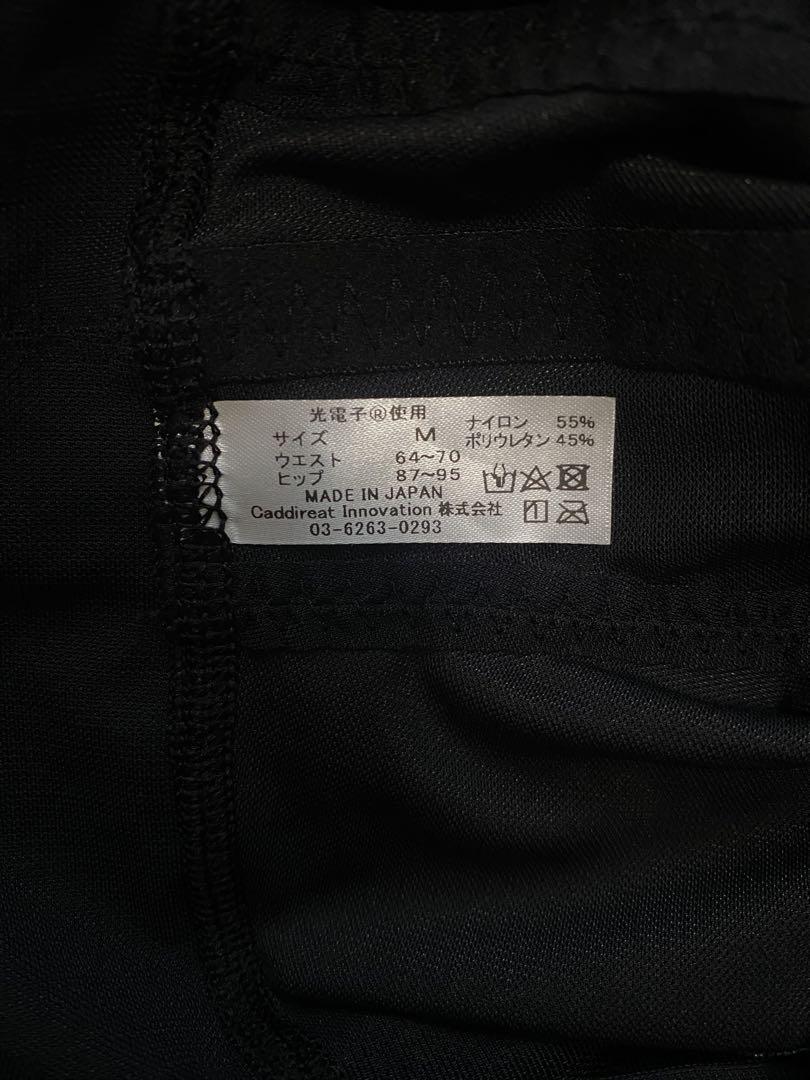 光電子®使用
サイズ M
ウエスト 64~70
ヒップ 87~95
ナイロン 55%
ポリウレタン 45%
MADE IN JAPAN
Caddireat Innovation 株式会社
03-6263-0293